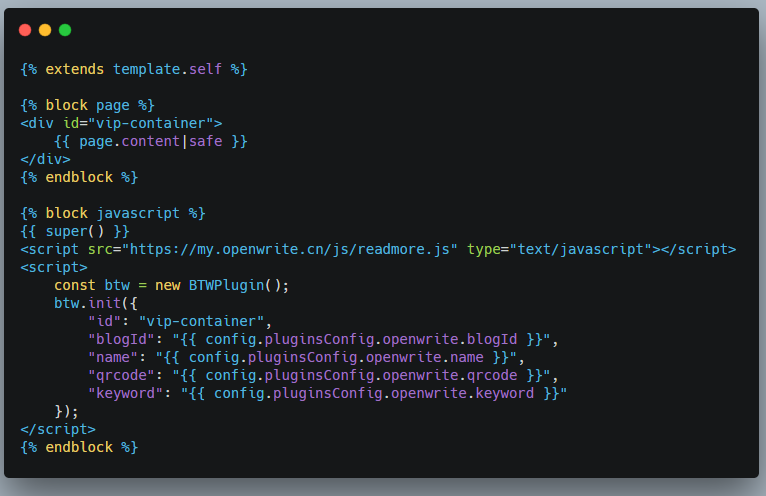 {% extends template.self %}
{% block page %}
<div id="vip-container">
    {{ page.content|safe }}
</div>
{% endblock %}
{% block javascript %}
{{ super() }}
<script src="https://my.openwrite.cn/js/readmore.js" type="text/javascript"></script>
<script>
    const btw = new BTWPlugin();
    btw.init({
        "id": "vip-container",
        "blogId": "{{ config.pluginsConfig.openwrite.blogId }}",
        "name": "{{ config.pluginsConfig.openwrite.name }}",
        "qrcode": "{{ config.pluginsConfig.openwrite.qrcode }}",
        "keyword": "{{ config.pluginsConfig.openwrite.keyword }}"
    });
</script>
{% endblock %}